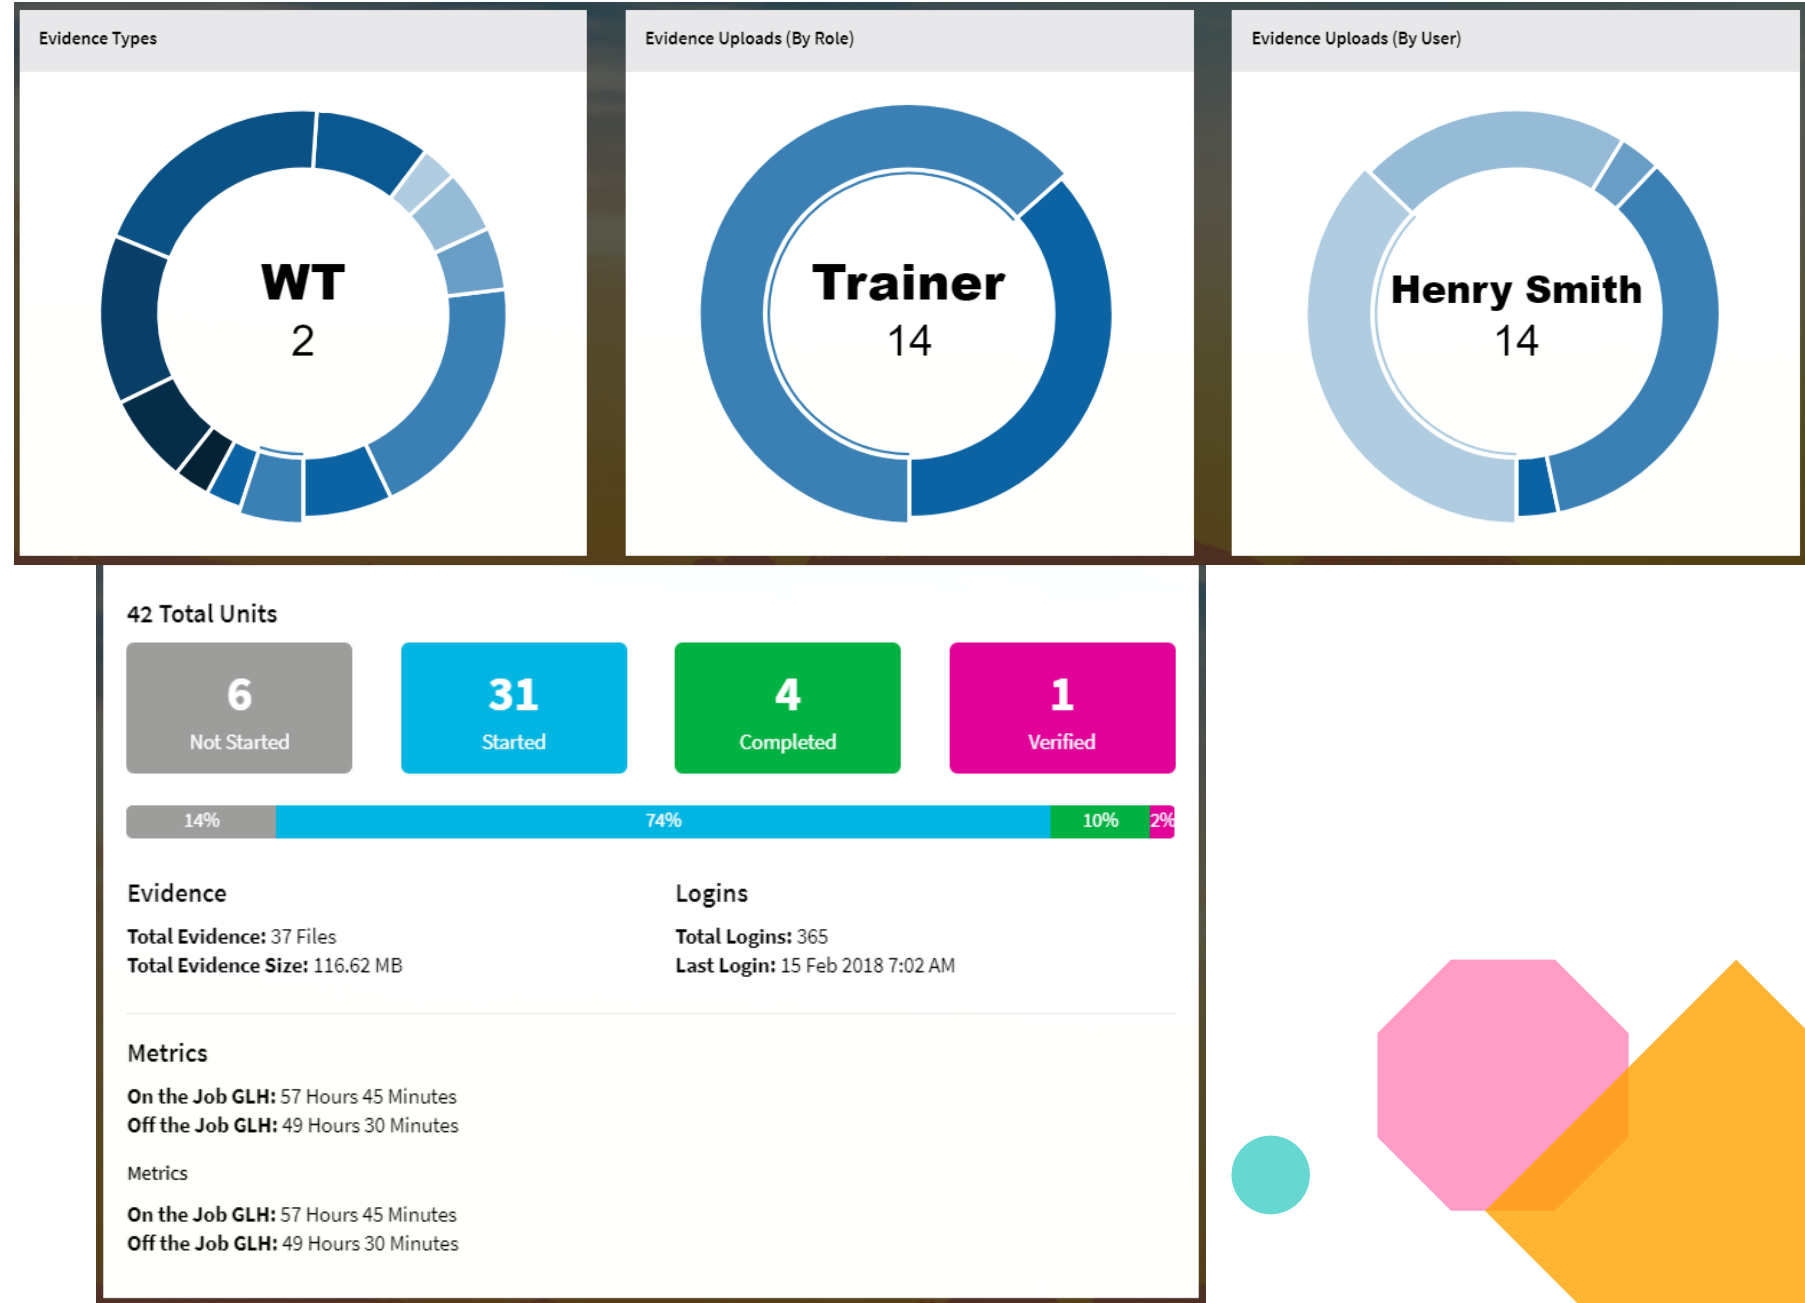 Evidence Types
WT
2
Evidence Uploads (By Role)
Trainer
14
Evidence Uploads (By User)
Henry Smith
14
42 Total Units
6
Not Started
31
Started
4
Completed
1
Verified
14%
74%
10%
2%
Evidence
Total Evidence: 37 Files
Total Evidence Size: 116.62 MB
Logins
Total Logins: 365
Last Login: 15 Feb 2018 7:02 AM
Metrics
On the Job GLH: 57 Hours 45 Minutes
Off the Job GLH: 49 Hours 30 Minutes
Metrics
On the Job GLH: 57 Hours 45 Minutes
Off the Job GLH: 49 Hours 30 Minutes